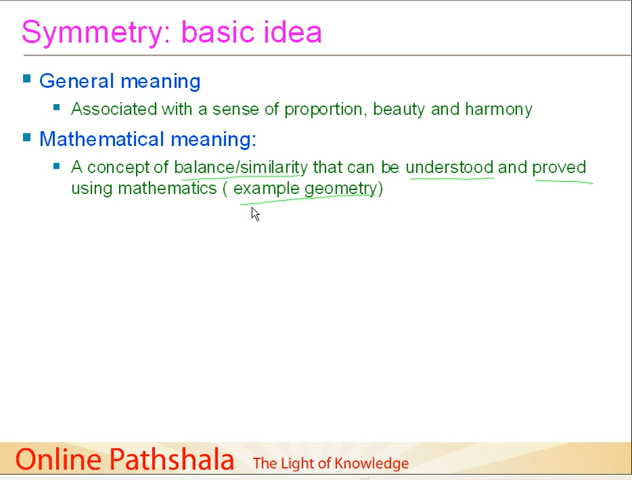 Symmetry: basic idea
General meaning
Associated with a sense of proportion, beauty and harmony
Mathematical meaning:
A concept of balance/similarity that can be understood and proved
using mathematics ( example geometry)
Online Pathshala The Light of Knowledge